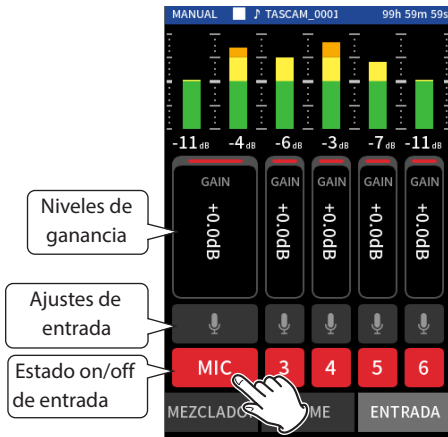 MANUAL ♪ TASCAM_0001 99h 59m 59s
-11dB -4dB -6dB -3dB -7dB -11dB
GAIN GAIN GAIN GAIN GAIN
+0.0dB +0.0dB +0.0dB +0.0dB +0.0dB
Niveles de
ganancia
Ajustes de
entrada
Estado on/off
de entrada
MIC 3 4 5 6
MEZCLADOR ME ENTRADA